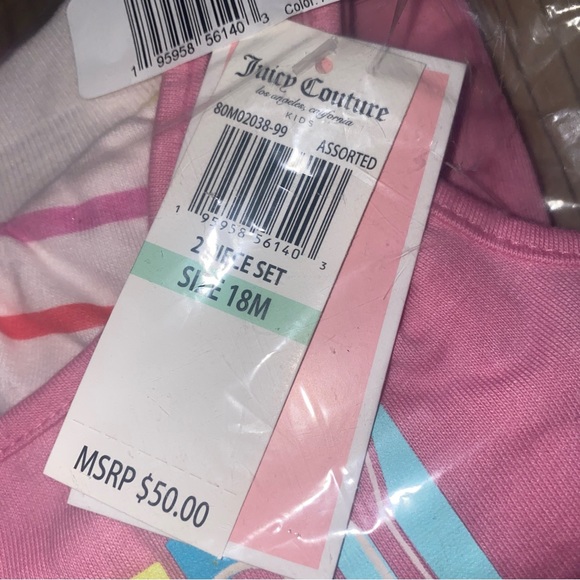 1 95958 56140 3
Color:
Juicy Couture
los angeles, california
KIDS
80M02038-99 ASSORTED
1 95958 56140 3
2 PIECE SET
SIZE 18M
MSRP $50.00